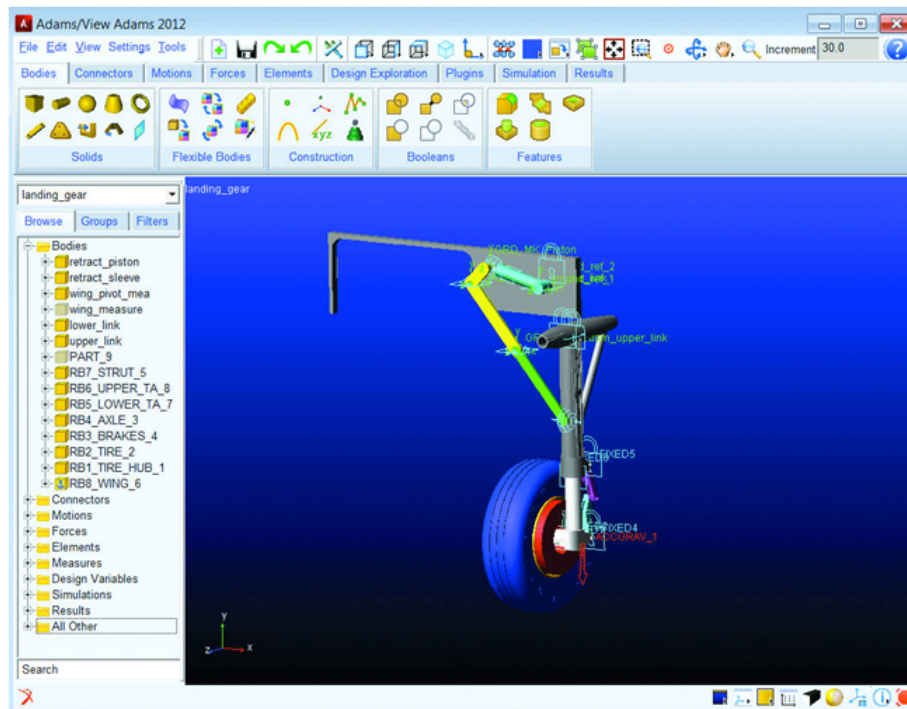 Adams/View Adams 2012
File Edit View Settings Tools
Increment 30.0
Bodies Connectors Motions Forces Elements Design Exploration Plugins Simulation Results
xyz
Solids Flexible Bodies Construction Booleans Features
landing_gear
landing_gear
Browse Groups Filters
Bodies
retract_piston
retract_sleeve
wing_pivot_mea
wing_measure
lower_link
upper_link
PART_9
RB7_STRUT_5
RB6_UPPER_TA_8
RB5_LOWER_TA_7
RB4_AXLE_3
RB3_BRAKES_4
RB2_TIRE_2
RB1_TIRE_HUB_1
RB8_WING_6
Connectors
Motions
Forces
Elements
Measures
Design Variables
Simulations
Results
All Other
Search
FIXED5
FIXED4
ACCGRAV_1
y
z x